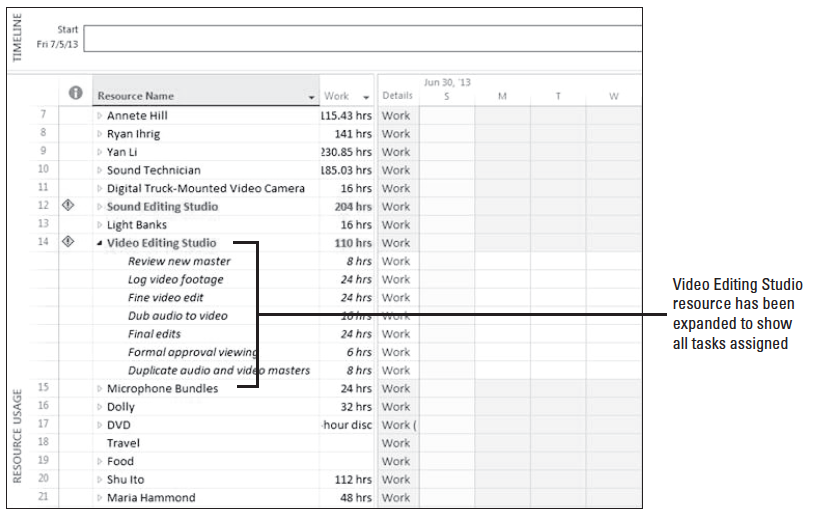 TIMELINE
Start
Fri 7/5/13
Jun 30, '13
Resource Name Work Details S M T W
7 Annete Hill 115.43 hrs Work
8 Ryan Ihrig 141 hrs Work
9 Yan Li 230.85 hrs Work
10 Sound Technician 185.03 hrs Work
11 Digital Truck-Mounted Video Camera 16 hrs Work
12 Sound Editing Studio 204 hrs Work
13 Light Banks 16 hrs Work
14 Video Editing Studio 110 hrs Work
Review new master 8 hrs Work
Log video footage 24 hrs Work
Fine video edit 24 hrs Work
Dub audio to video 16 hrs Work
Final edits 24 hrs Work
Formal approval viewing 6 hrs Work
Duplicate audio and video masters 8 hrs Work
15 Microphone Bundles 24 hrs Work
16 Dolly 32 hrs Work
17 DVD -hour disc Work (
18 Travel Work
19 Food Work
20 Shu Ito 112 hrs Work
21 Maria Hammond 48 hrs Work
RESOURCE USAGE
Video Editing Studio
resource has been
expanded to show
all tasks assigned